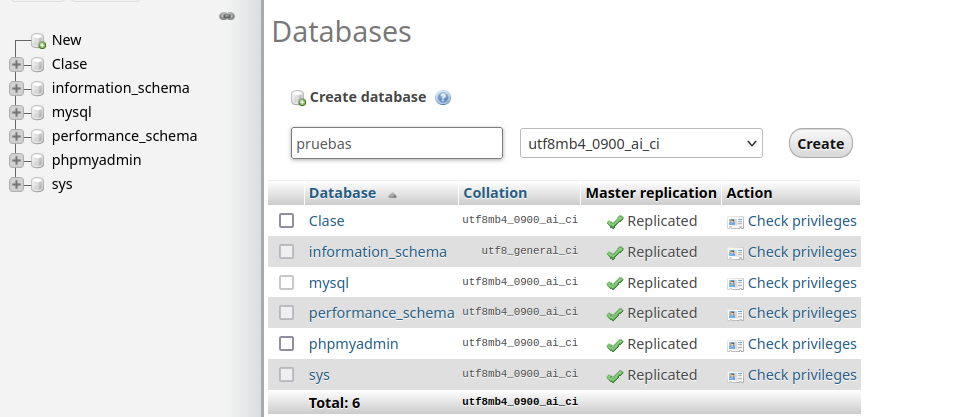 New
Clase
information_schema
mysql
performance_schema
phpmyadmin
sys
Databases
Create database
pruebas utf8mb4_0900_ai_ci Create
Database Collation Master replication Action
Clase utf8mb4_0900_ai_ci Replicated Check privileges
information_schema utf8_general_ci Replicated Check privileges
mysql utf8mb4_0900_ai_ci Replicated Check privileges
performance_schema utf8mb4_0900_ai_ci Replicated Check privileges
phpmyadmin utf8mb4_0900_ai_ci Replicated Check privileges
sys utf8mb4_0900_ai_ci Replicated Check privileges
Total: 6 utf8mb4_0900_ai_ci